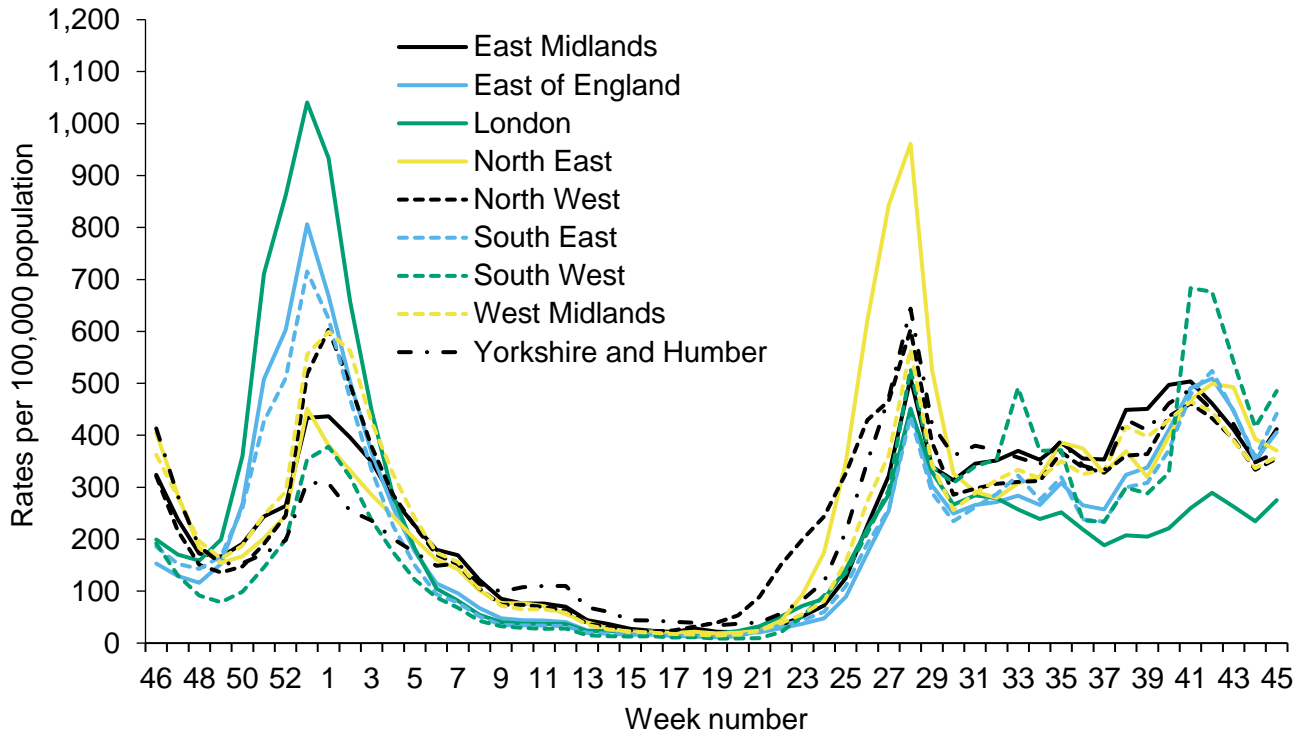 1,200
1,100
1,000
900
800
700
600
500
400
300
200
100
0
Rates per 100,000 population
East Midlands
East of England
London
North East
North West
South East
South West
West Midlands
Yorkshire and Humber
46 48 50 52 1 3 5 7 9 11 13 15 17 19 21 23 25 27 29 31 33 35 37 39 41 43 45
Week number